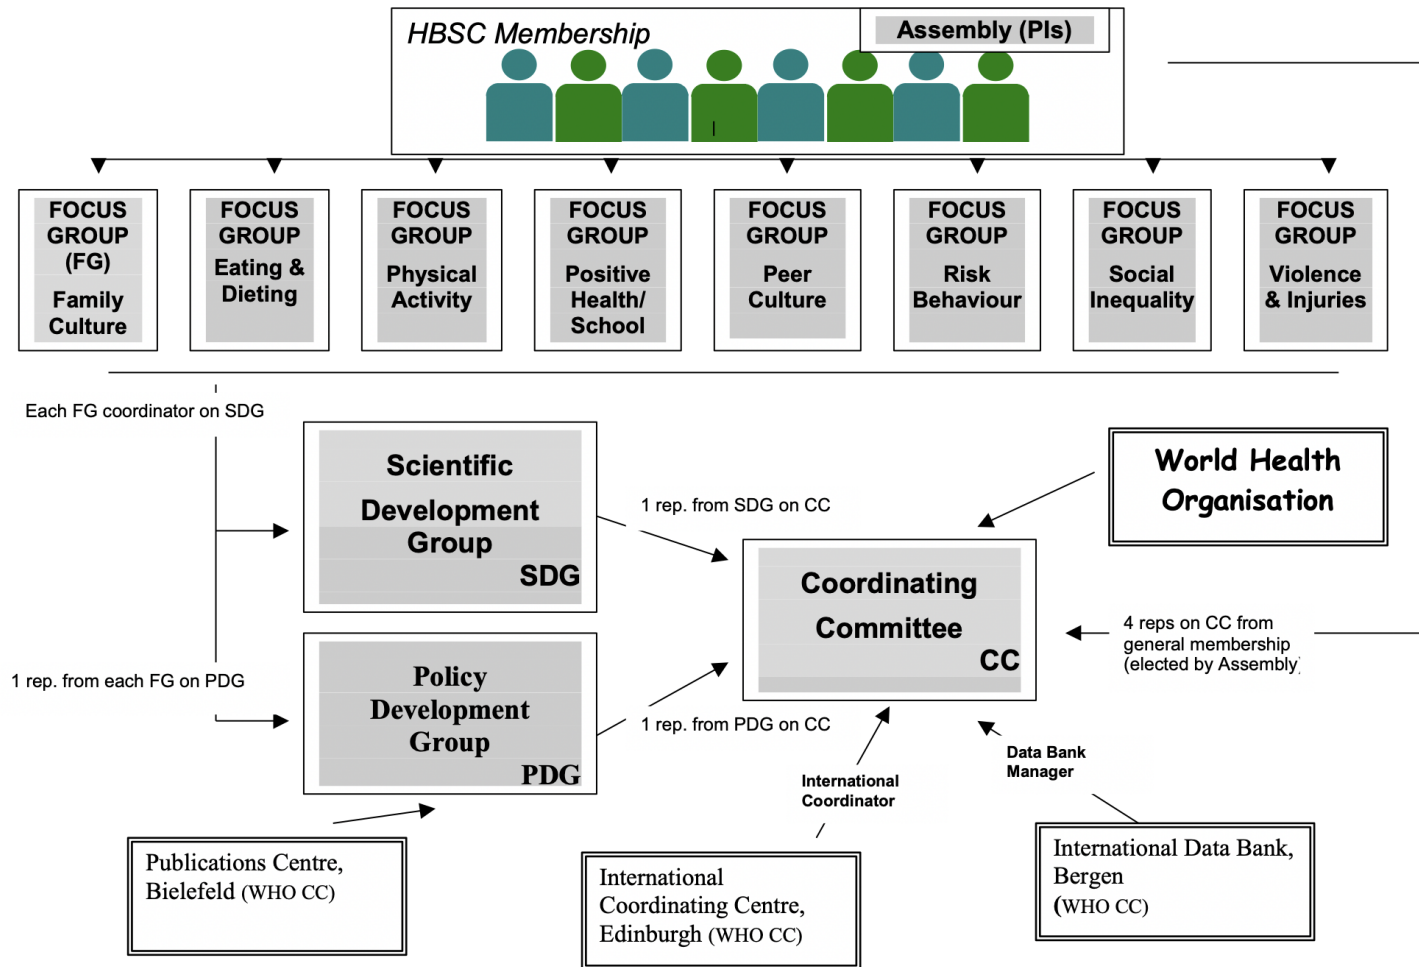 HBSC Membership
Assembly (PIs)
FOCUS
GROUP
(FG)
Family
Culture
FOCUS
GROUP
Eating &
Dieting
FOCUS
GROUP
Physical
Activity
FOCUS
GROUP
Positive
Health/
School
FOCUS
GROUP
Peer
Culture
FOCUS
GROUP
Risk
Behaviour
FOCUS
GROUP
Social
Inequality
FOCUS
GROUP
Violence
& Injuries
Each FG coordinator on SDG
Scientific
Development
Group
SDG
1 rep. from SDG on CC
World Health
Organisation
Coordinating
Committee
CC
4 reps on CC from
general membership
(elected by Assembly)
1 rep. from each FG on PDG
Policy
Development
Group
PDG
1 rep. from PDG on CC
International
Coordinator
Data Bank
Manager
Publications Centre,
Bielefeld (WHO CC)
International
Coordinating Centre,
Edinburgh (WHO CC)
International Data Bank,
Bergen
(WHO CC)